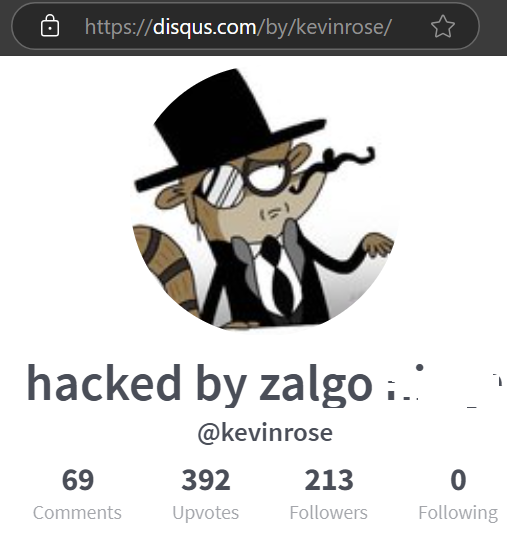 https://disqus.com/by/kevinrose/
hacked by zalgo
@kevinrose
69 392 213 0
Comments Upvotes Followers Following